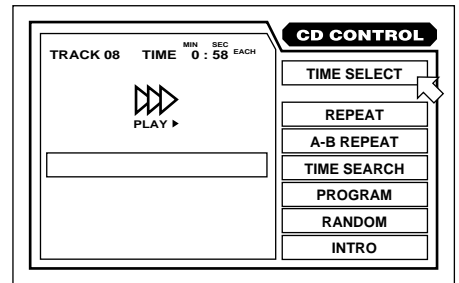 CD CONTROL
MIN SEC
TRACK 08 TIME 0 : 58 EACH
PLAY ▶
TIME SELECT
REPEAT
A-B REPEAT
TIME SEARCH
PROGRAM
RANDOM
INTRO